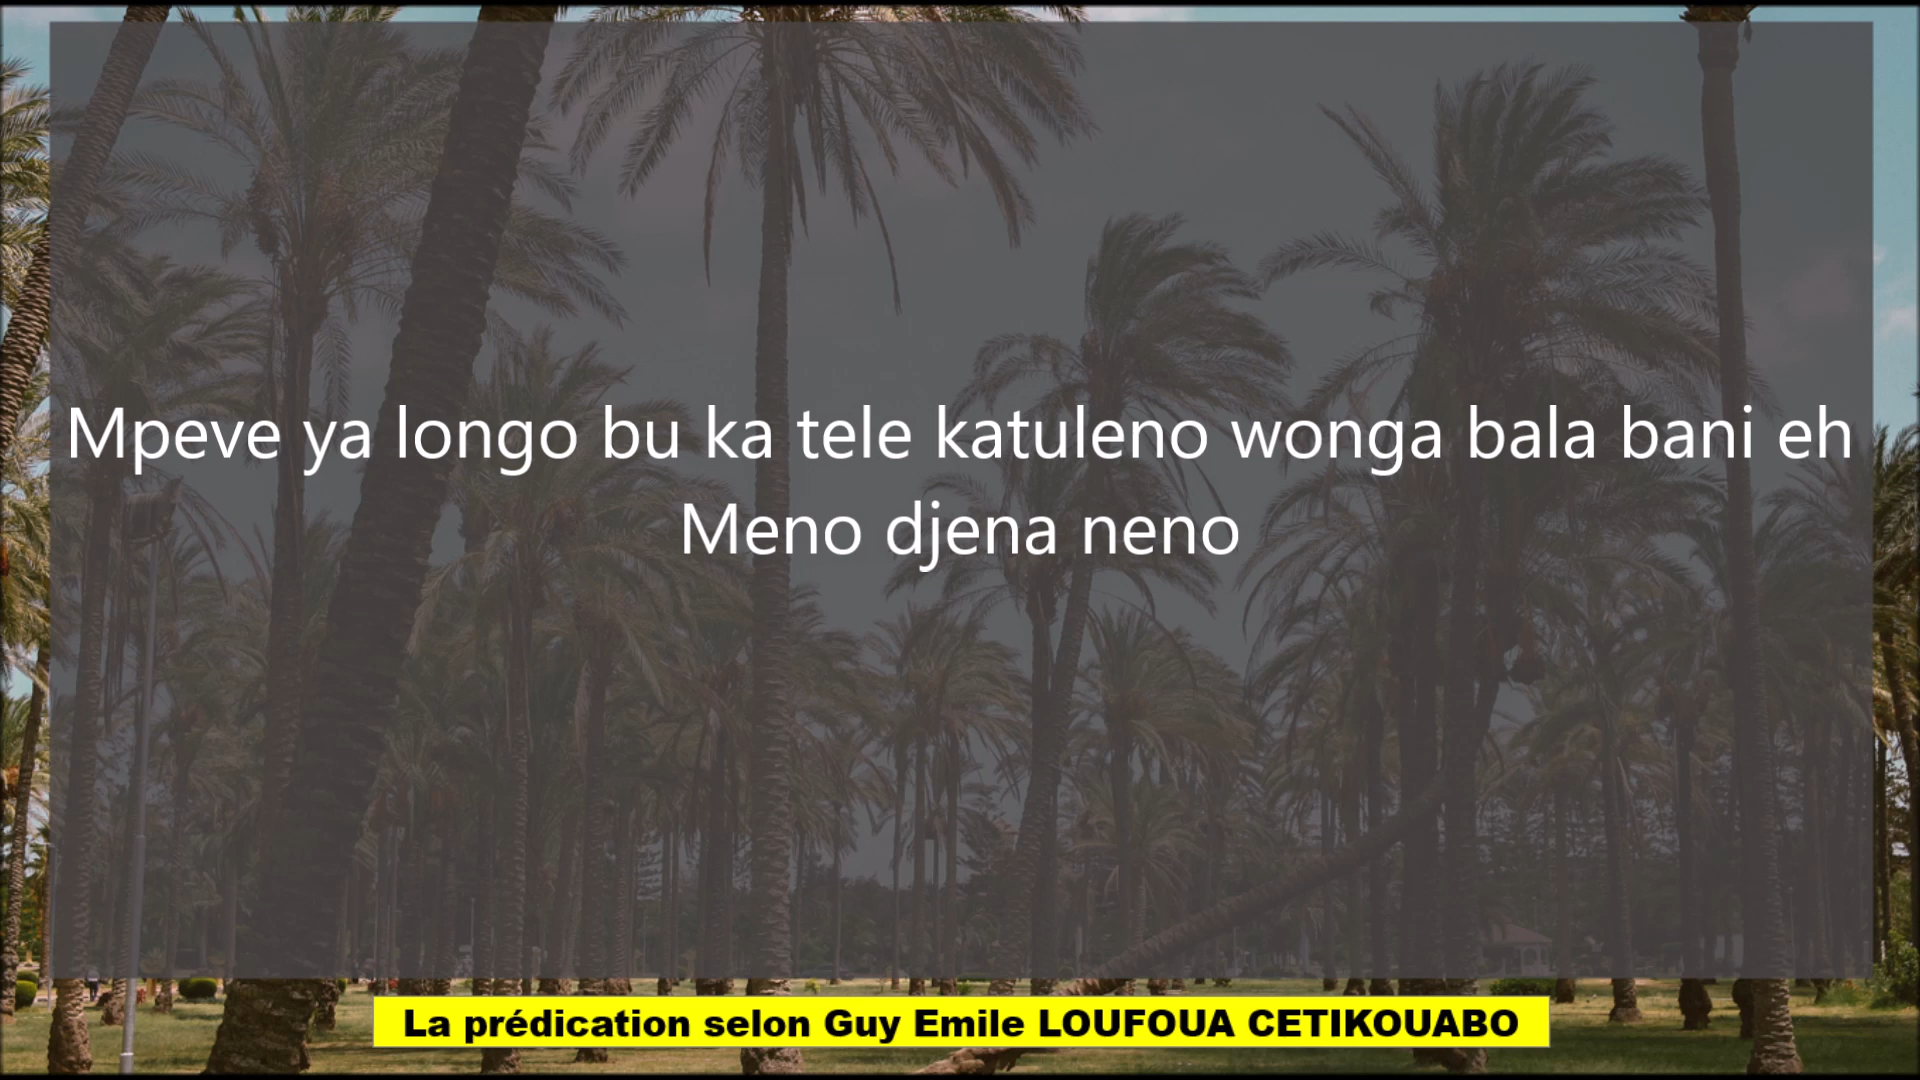 Mpeve ya longo bu ka tele katuleno wonga bala bani eh
Meno djena neno
La prédication selon Guy Emile LOUFOUA CETIKOUABO